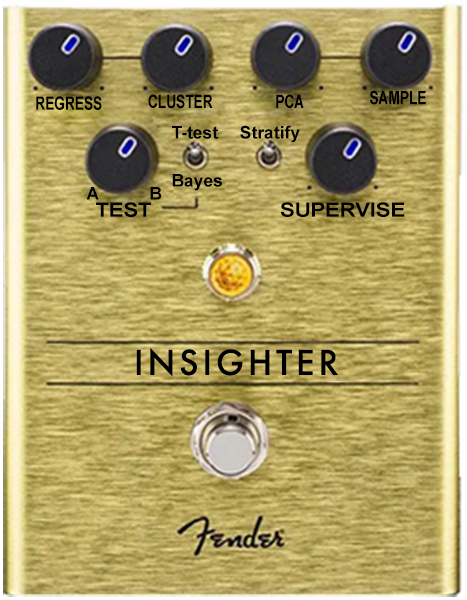 REGRESS CLUSTER PCA SAMPLE
T-test Stratify
Bayes
A B
TEST SUPERVISE
INSIGHTER
Fender